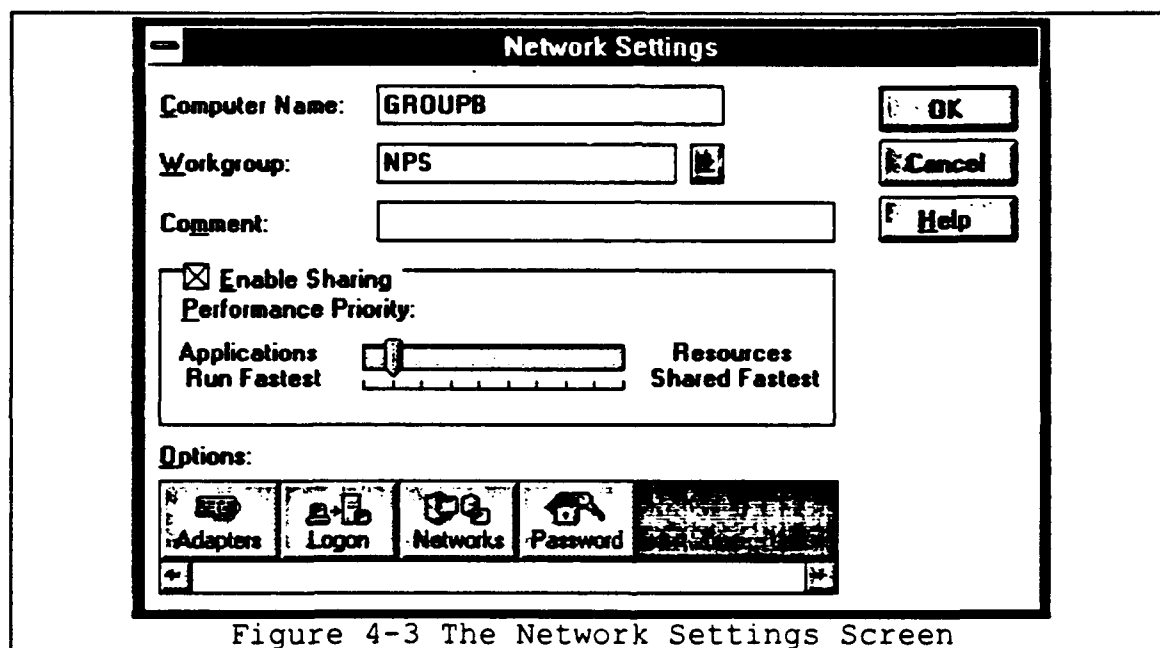 Network Settings
Computer Name: GROUPB
OK
Workgroup: NPS
Cancel
Comment:
Help
Enable Sharing
Performance Priority:
Applications Run Fastest
Resources Shared Fastest
Options:
Adapters Logon Networks Password
Figure 4-3 The Network Settings Screen